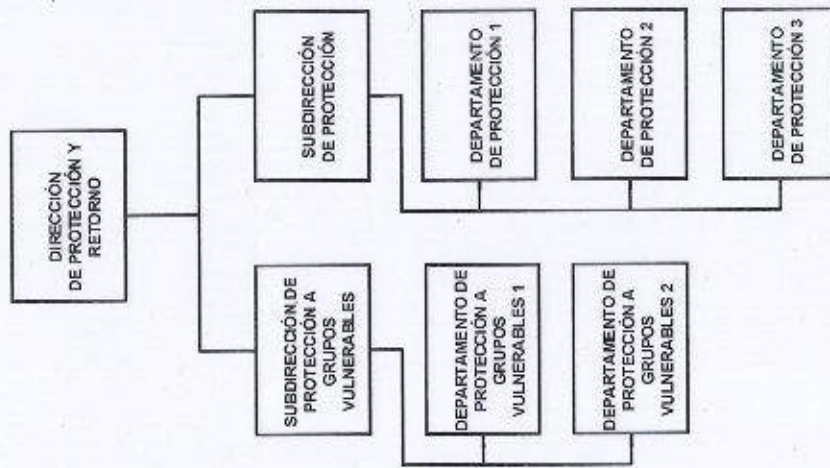 DIRECCIÓN
DE PROTECCIÓN Y
RETORNO
SUBDIRECCIÓN DE
PROTECCIÓN A
GRUPOS
VULNERABLES
SUBDIRECCIÓN
DE PROTECCIÓN
DEPARTAMENTO DE
PROTECCIÓN A
GRUPOS
VULNERABLES 1
DEPARTAMENTO
DE PROTECCIÓN 1
DEPARTAMENTO DE
PROTECCIÓN A
GRUPOS
VULNERABLES 2
DEPARTAMENTO
DE PROTECCIÓN 2
DEPARTAMENTO
DE PROTECCIÓN 3